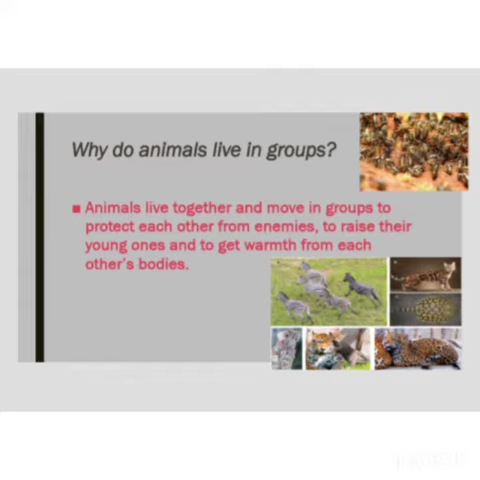 Why do animals live in groups?
Animals live together and move in groups to
protect each other from enemies, to raise their
young ones and to get warmth from each
other's bodies.